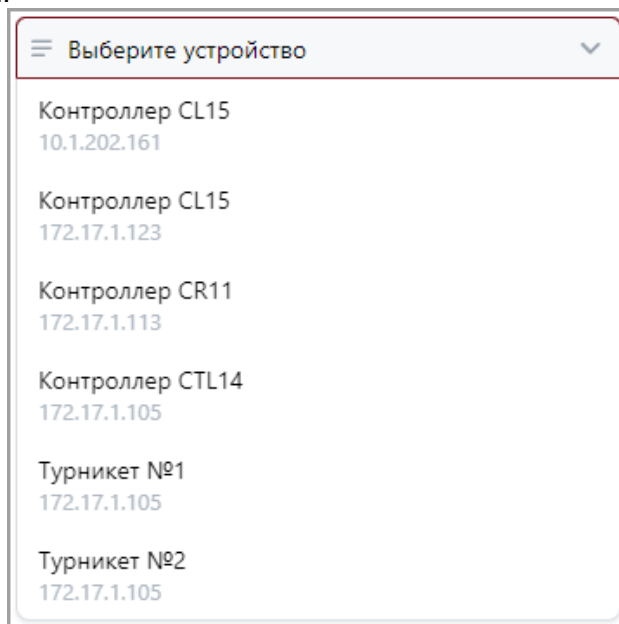 Выберите устройство
Контроллер CL15
10.1.202.161
Контроллер CL15
172.17.1.123
Контроллер CR11
172.17.1.113
Контроллер CTL14
172.17.1.105
Турникет №1
172.17.1.105
Турникет №2
172.17.1.105